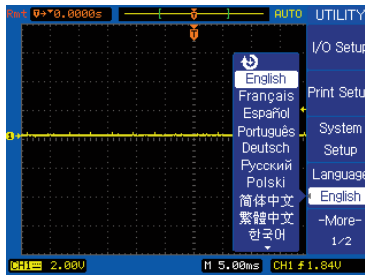 Rmt 0.0000s AUTO UTILITY
I/O Setup
Print Setu
System
Setup
Language
English
-More-
1/2
English
Français
Español
Português
Deutsch
Русский
Polski
简体中文
繁體中文
한국어
CH1 2.00V M 5.00ms CH1 1.84V